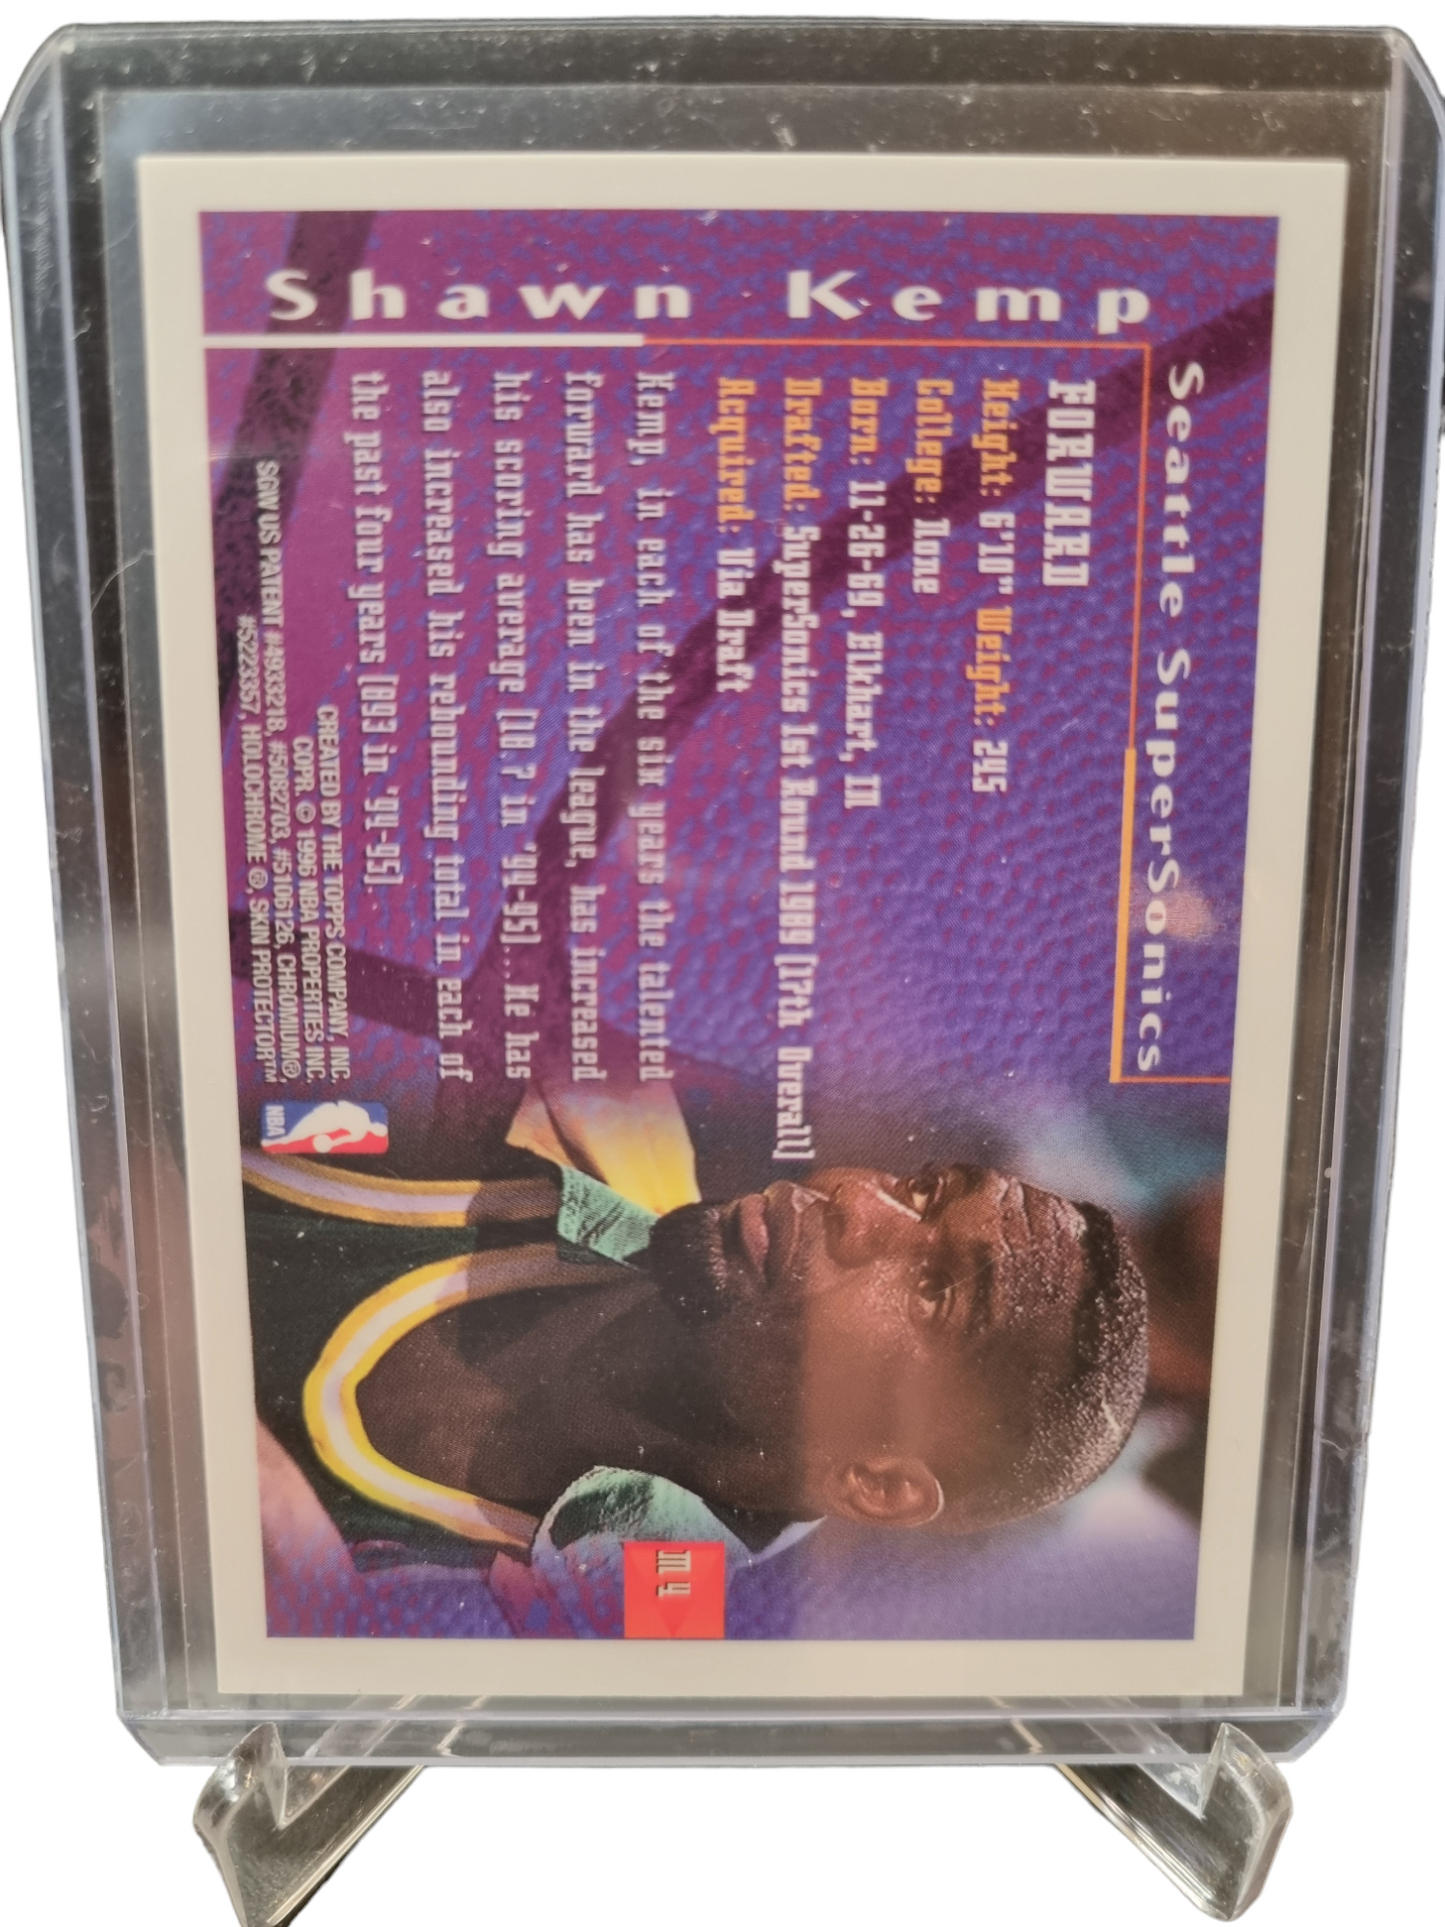 Shawn Kemp
Seattle SuperSonics
FORWARD
Height: 6'10" Weight: 245
College: None
Born: 11-26-69, Elkhart, IN
Drafted: SuperSonics 1st Round 1989 (17th Overall)
Acquired: Via Draft
Kemp, in each of the six years the talented
forward has been in the league, has increased
his scoring average (18.7 in '94-95)... He has
also increased his rebounding total in each of
the past four years (893 in '94-95).
CREATED BY THE TOPPS COMPANY, INC.
COPR. © 1996 NBA PROPERTIES INC.
SGW US PATENT #4933218, #5082703, #5106126, CHROMIUM®,
#5223357, HOLOCHROME ®, SKIN PROTECTOR™
NBA
M 4